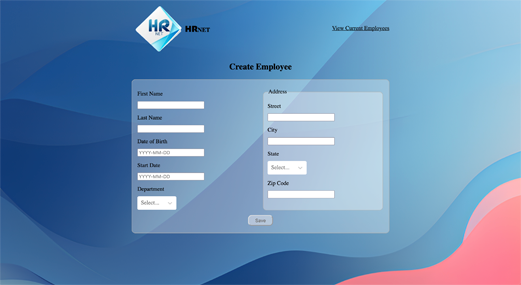 HR
NET
HRNET
View Current Employees
Create Employee
First Name
Last Name
Date of Birth
YYYY-MM-DD
Start Date
YYYY-MM-DD
Department
Select...
Address
Street
City
State
Select...
Zip Code
Save